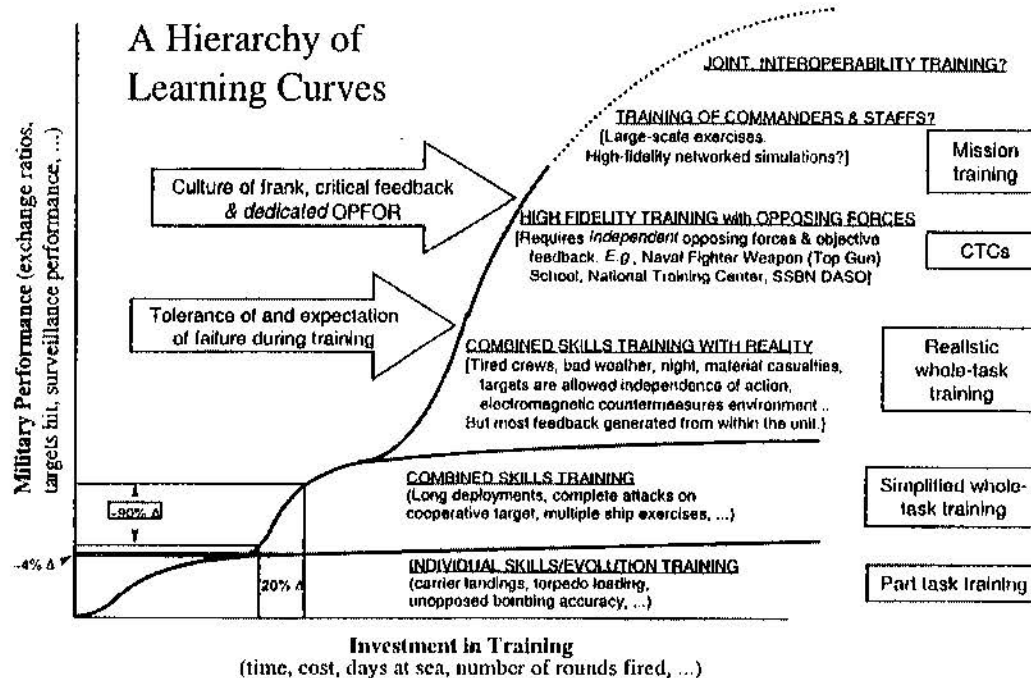 A Hierarchy of
Learning Curves
Military Performance (exchange ratios,
targets hit, surveillance performance, ...)
JOINT, INTEROPERABILITY TRAINING?
TRAINING OF COMMANDERS & STAFFS?
[Large-scale exercises.
High-fidelity networked simulations?]
Mission
training
Culture of frank, critical feedback
& dedicated OPFOR
HIGH FIDELITY TRAINING with OPPOSING FORCES
[Requires independent opposing forces & objective
feedback. E.g., Naval Fighter Weapon (Top Gun)
School, National Training Center, SSBN DASO]
CTCs
Tolerance of and expectation
of failure during training
COMBINED SKILLS TRAINING WITH REALITY
[Tired crews, bad weather, night, material casualties,
targets are allowed independence of action,
electromagnetic countermeasures environment ..
But most feedback generated from within the unit.]
Realistic
whole-task
training
COMBINED SKILLS TRAINING
(Long deployments, complete attacks on
cooperative target, multiple ship exercises, ...)
Simplified whole-
task training
~90% Δ
~4% Δ
20% Δ
INDIVIDUAL SKILLS/EVOLUTION TRAINING
(carrier landings, torpedo loading,
unopposed bombing accuracy, ...)
Part task training
Investment in Training
(time, cost, days at sea, number of rounds fired, ...)